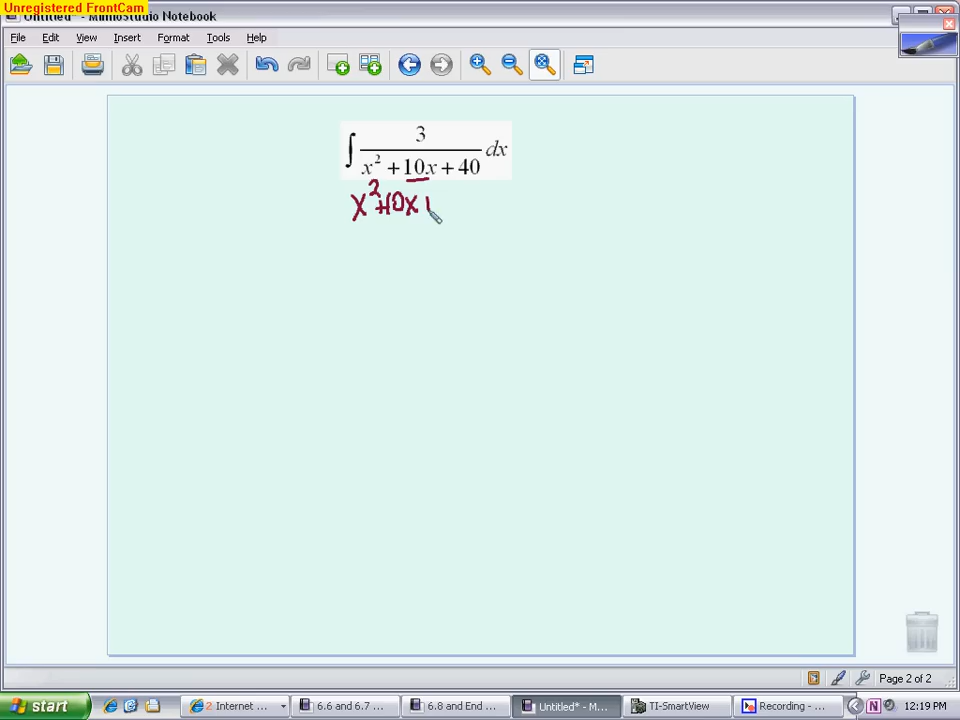 Unregistered FrontCam
Untitled* - MimioStudio Notebook
File Edit View Insert Format Tools Help
∫ 3 / (x² + 10x + 40) dx
x² +10x
Page 2 of 2
start 2 Internet ... 6.6 and 6.7 ... 6.8 and End ... Untitled* - M... TI-SmartView Recording - ... 12:19 PM